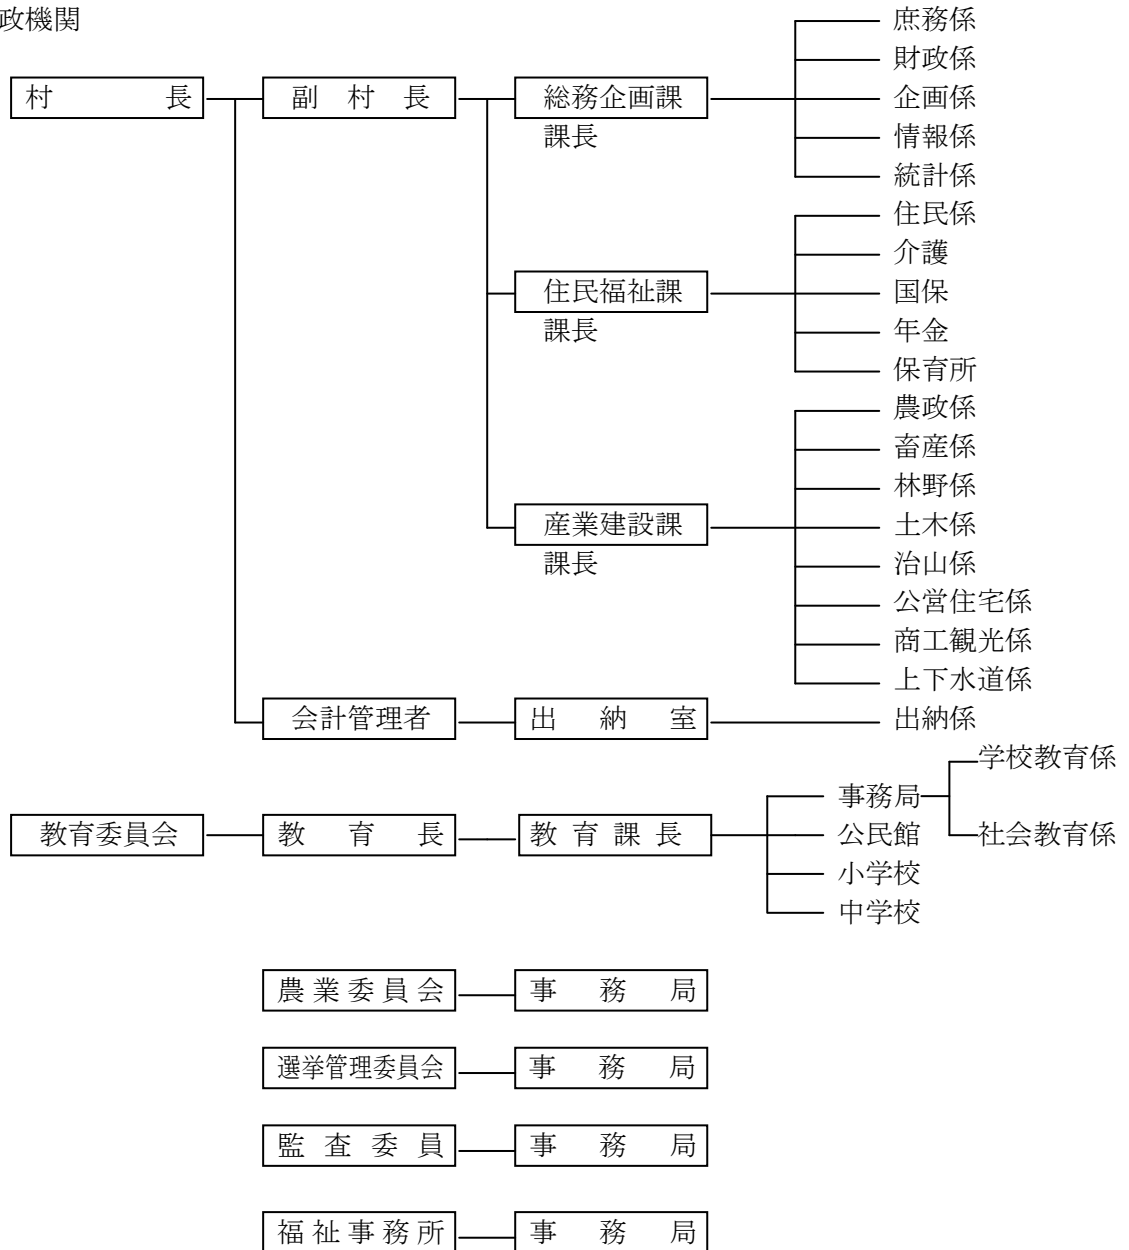 政機関
庶務係
財政係
村長 副村長 総務企画課 企画係
課長 情報係
統計係
住民係
介護
住民福祉課 国保
課長 年金
保育所
農政係
畜産係
林野係
産業建設課 土木係
課長 治山係
公営住宅係
商工観光係
上下水道係
会計管理者 出納室 出納係
学校教育係
事務局
教育委員会 教育長 教育課長 公民館 社会教育係
小学校
中学校
農業委員会 事務局
選挙管理委員会 事務局
監査委員 事務局
福祉事務所 事務局